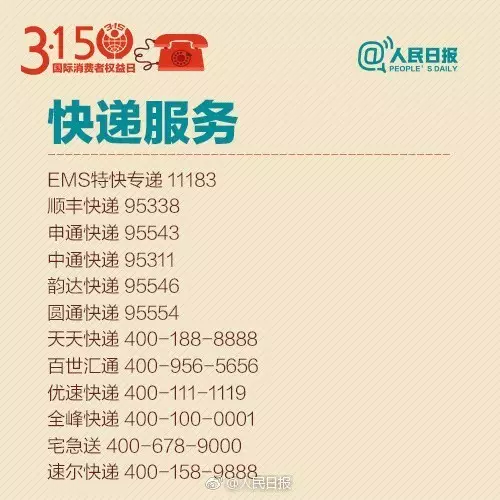 3·15
3·15
国际消费者权益日
@人民日报
PEOPLE'S DAILY
快递服务
EMS特快专递 11183
顺丰快递 95338
申通快递 95543
中通快递 95311
韵达快递 95546
圆通快递 95554
天天快递 400-188-8888
百世汇通 400-956-5656
优速快递 400-111-1119
全峰快递 400-100-0001
宅急送 400-678-9000
速尔快递 400-158-9888
@人民日报